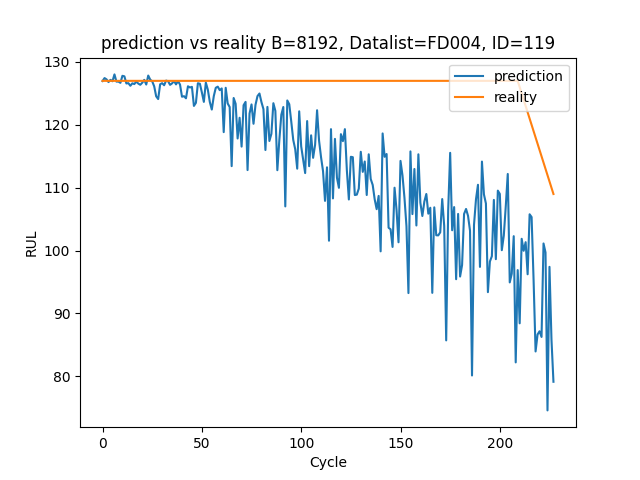 prediction vs reality B=8192, Datalist=FD004, ID=119
prediction
reality
RUL
130
120
110
100
90
80
0 50 100 150 200
Cycle